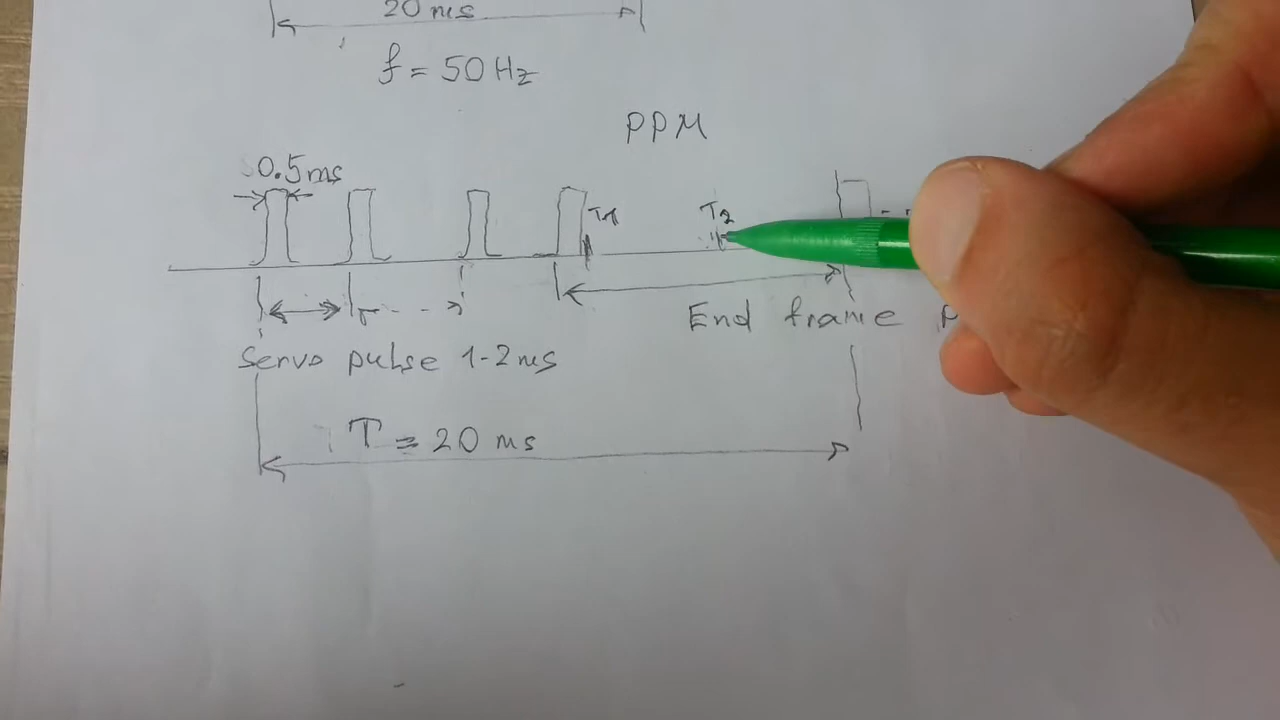 20 ms
f = 50 Hz
PPM
0.5ms
T1
T2
End frame
Servo pulse 1-2ms
T = 20 ms